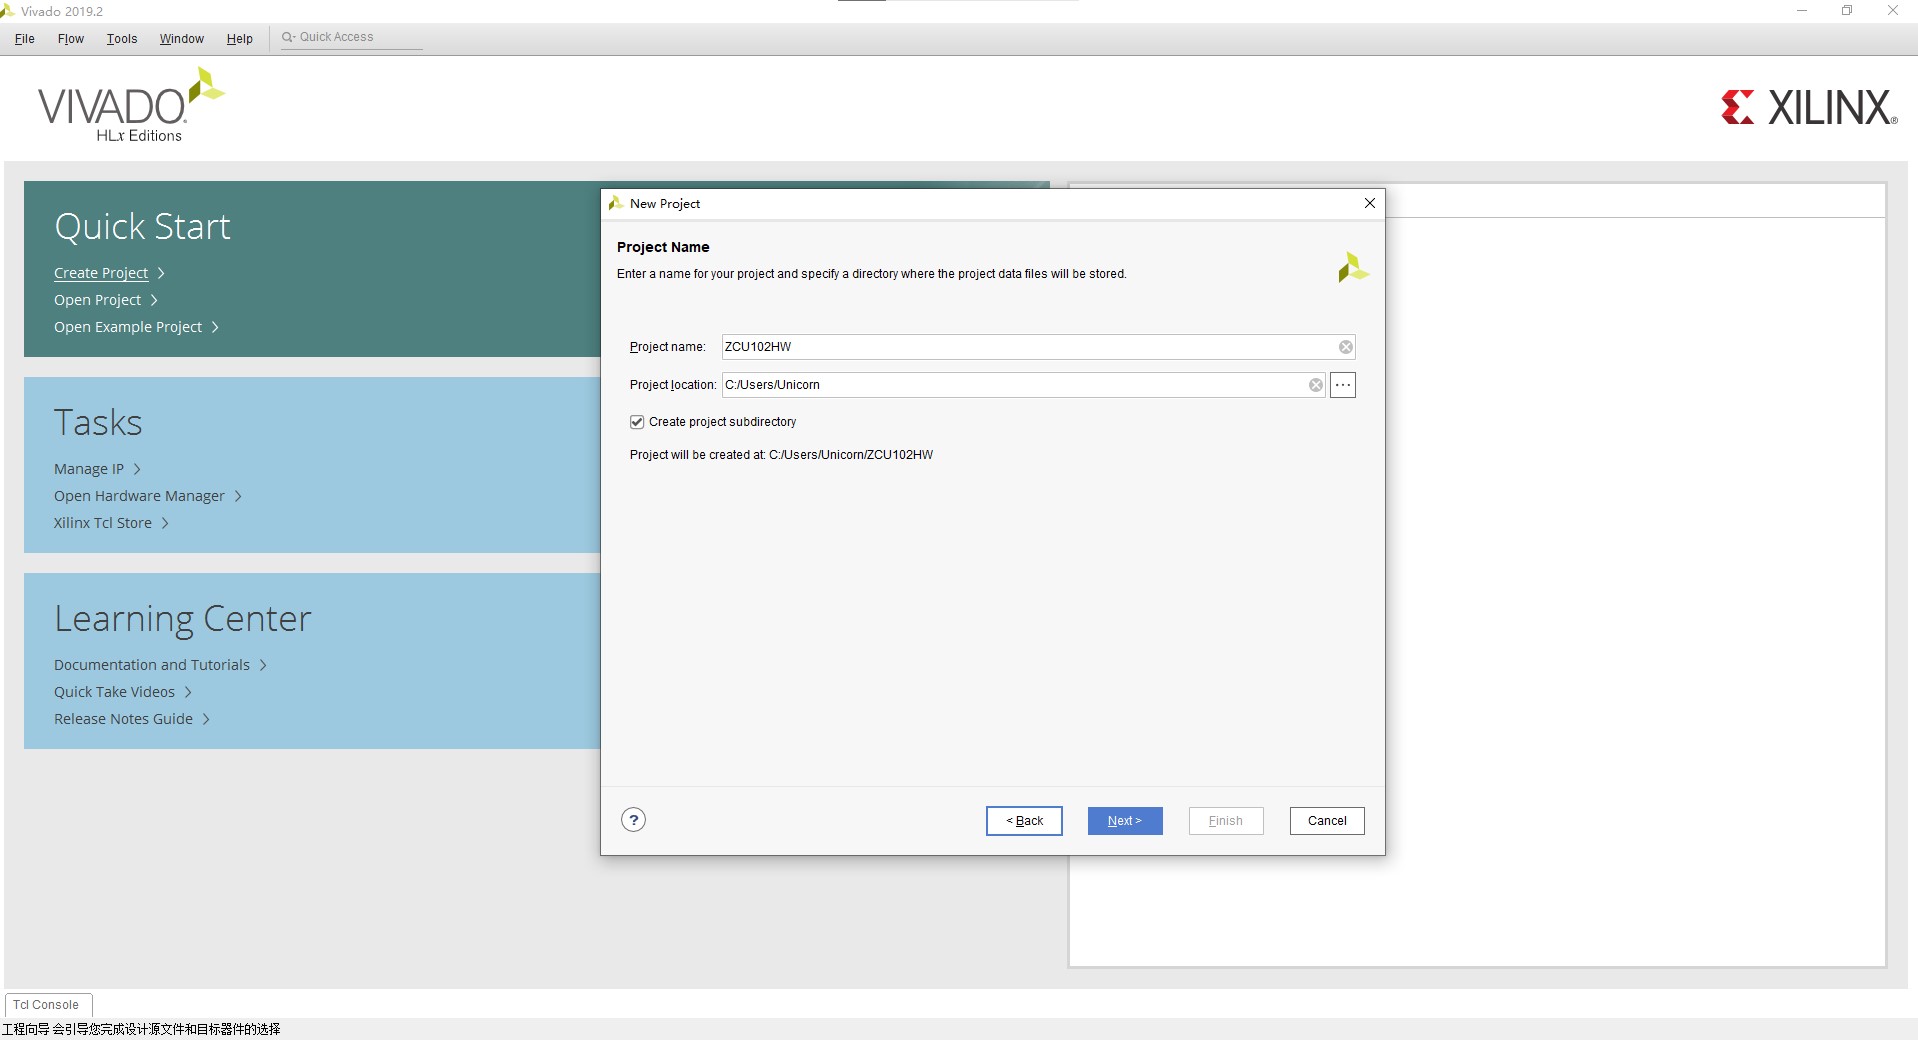 Vivado 2019.2
File Flow Tools Window Help Quick Access
VIVADO.
HLx Editions
XILINX®
Quick Start
Create Project >
Open Project >
Open Example Project >
Tasks
Manage IP >
Open Hardware Manager >
Xilinx Tcl Store >
Learning Center
Documentation and Tutorials >
Quick Take Videos >
Release Notes Guide >
New Project
Project Name
Enter a name for your project and specify a directory where the project data files will be stored.
Project name: ZCU102HW
Project location: C:/Users/Unicorn ...
Create project subdirectory
Project will be created at: C:/Users/Unicorn/ZCU102HW
? < Back Next > Finish Cancel
Tcl Console
工程向导 会引导您完成设计源文件和目标器件的选择